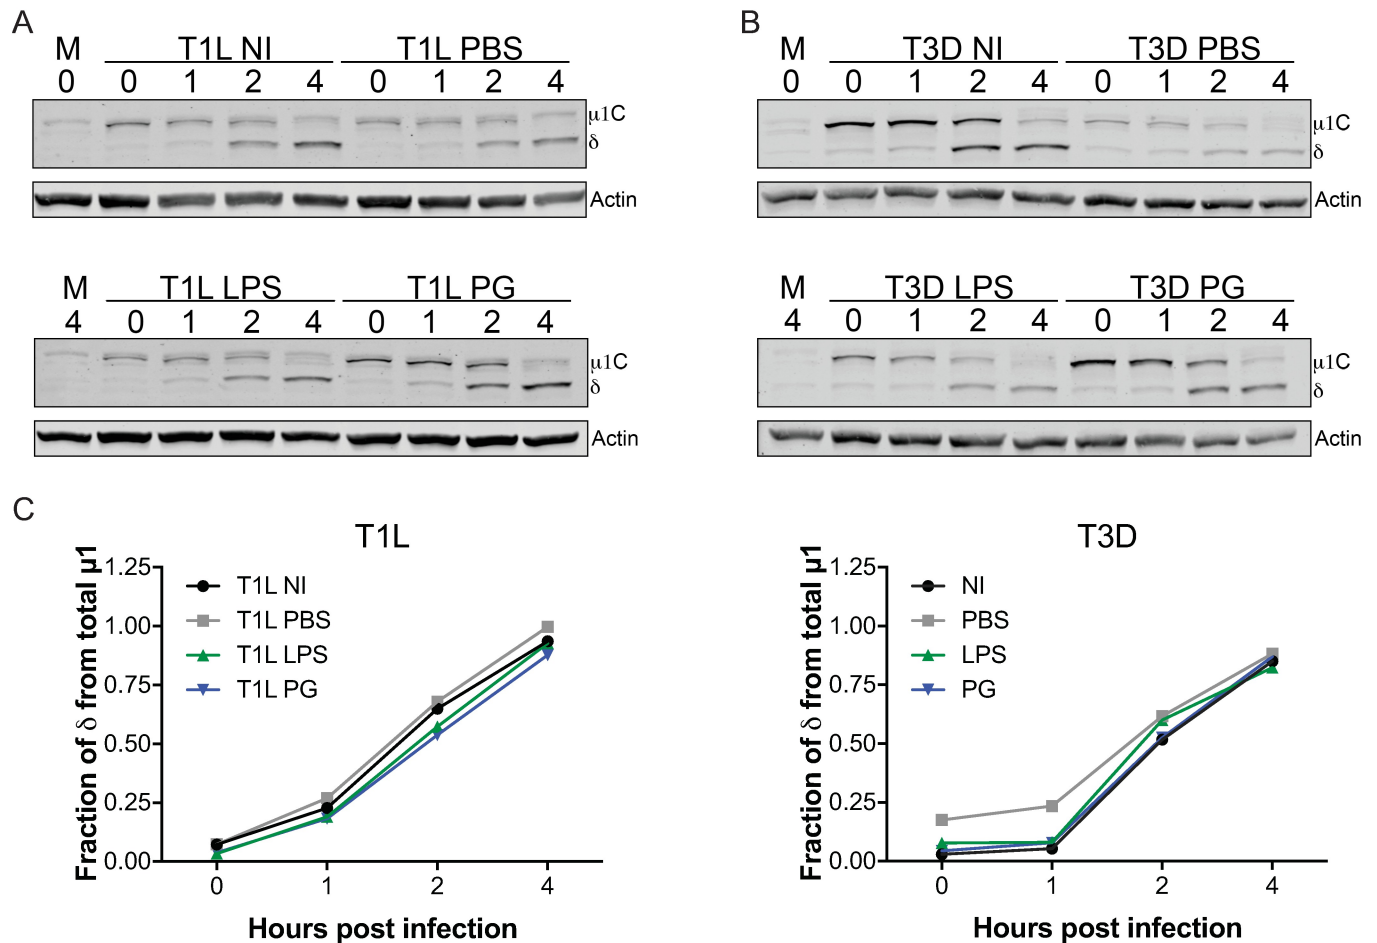 A
M T1L NI T1L PBS
0 0 1 2 4 0 1 2 4
µ1C
δ
Actin
M T1L LPS T1L PG
4 0 1 2 4 0 1 2 4
µ1C
δ
Actin
B
M T3D NI T3D PBS
0 0 1 2 4 0 1 2 4
µ1C
δ
Actin
M T3D LPS T3D PG
4 0 1 2 4 0 1 2 4
µ1C
δ
Actin
C
T1L
Fraction of δ from total µ1
1.25
1.00
0.75
0.50
0.25
0.00
T1L NI
T1L PBS
T1L LPS
T1L PG
0 1 2 4
Hours post infection
T3D
Fraction of δ from total µ1
1.25
1.00
0.75
0.50
0.25
0.00
NI
PBS
LPS
PG
0 1 2 4
Hours post infection